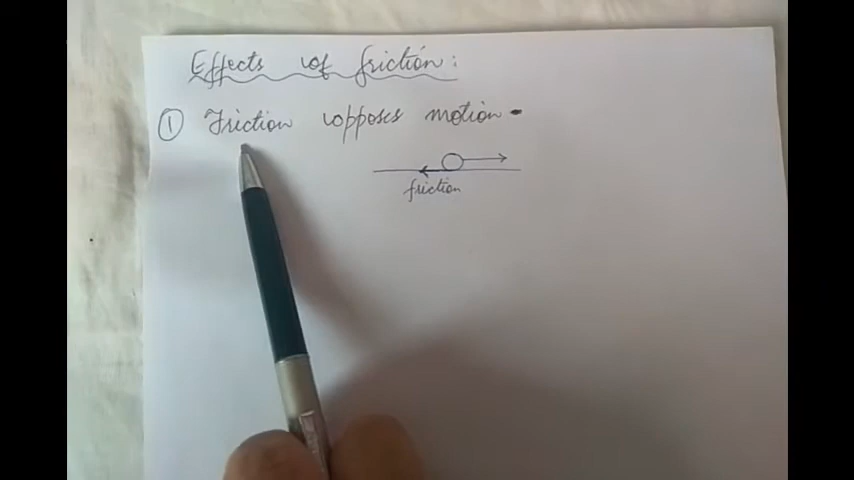 Effects of friction:
① Friction opposes motion -
friction